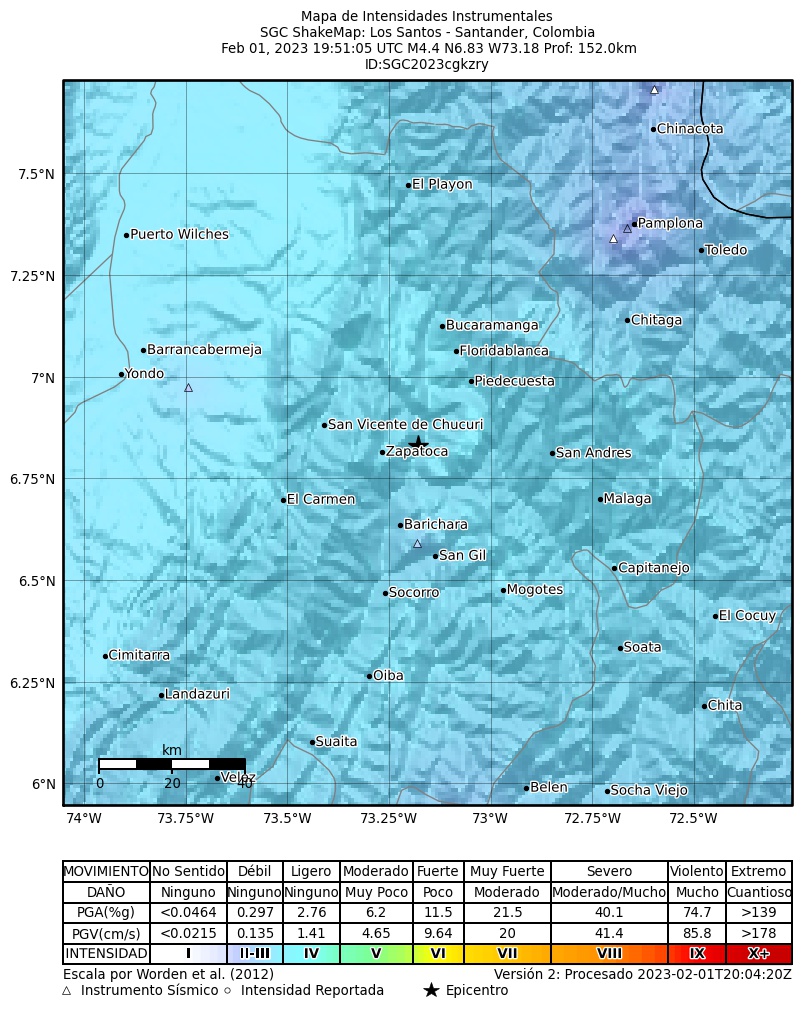 Mapa de Intensidades Instrumentales
SGC ShakeMap: Los Santos - Santander, Colombia
Feb 01, 2023 19:51:05 UTC M4.4 N6.83 W73.18 Prof: 152.0km
ID:SGC2023cgkzry
Chinacota
7.5°N
El Playon
Pamplona
Puerto Wilches
Toledo
7.25°N
Bucaramanga
Chitaga
Barrancabermeja
Floridablanca
Yondo
7°N
Piedecuesta
San Vicente de Chucuri
Zapatoca
San Andres
6.75°N
El Carmen
Malaga
Barichara
San Gil
6.5°N
Capitanejo
Socorro
Mogotes
El Cocuy
Cimitarra
Soata
6.25°N
Oiba
Landazuri
Chita
Suaita
km
0 20 40
Velez
6°N
Belen
Socha Viejo
74°W 73.75°W 73.5°W 73.25°W 73°W 72.75°W 72.5°W
MOVIMIENTO No Sentido Débil Ligero Moderado Fuerte Muy Fuerte Severo Violento Extremo
DAÑO Ninguno Ninguno Ninguno Muy Poco Poco Moderado Moderado/Mucho Mucho Cuantioso
PGA(%g) <0.0464 0.297 2.76 6.2 11.5 21.5 40.1 74.7 >139
PGV(cm/s) <0.0215 0.135 1.41 4.65 9.64 20 41.4 85.8 >178
INTENSIDAD I II-III IV V VI VII VIII IX X+
Escala por Worden et al. (2012) Versión 2: Procesado 2023-02-01T20:04:20Z
Instrumento Sísmico Intensidad Reportada Epicentro